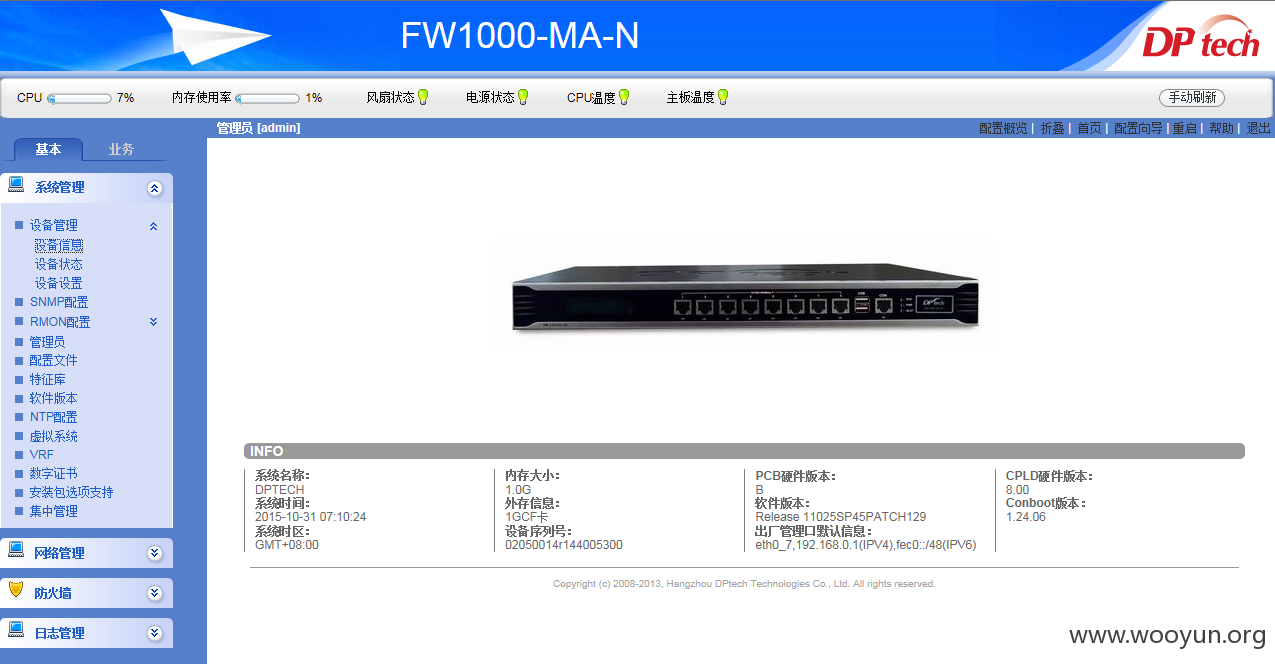 FW1000-MA-N
DPtech
CPU 7% 内存使用率 1% 风扇状态 电源状态 CPU温度 主板温度 手动刷新
管理员 [admin] 配置概览 | 折叠 | 首页 | 配置向导 | 重启 | 帮助 | 退出
基本 业务
系统管理
设备管理
设备信息
设备状态
设备设置
SNMP配置
RMON配置
管理员
配置文件
特征库
软件版本
NTP配置
虚拟系统
VRF
数字证书
安装包选项支持
集中管理
网络管理
防火墙
日志管理
INFO
系统名称: 内存大小: PCB硬件版本: CPLD硬件版本:
DPTECH 1.0G B 8.00
系统时间: 外存信息: 软件版本: Conboot版本:
2015-10-31 07:10:24 1GCF卡 Release 11025SP45PATCH129 1.24.06
系统时区: 设备序列号: 出厂管理口默认信息:
GMT+08:00 02050014r144005300 eth0_7,192.168.0.1(IPV4),fec0::/48(IPV6)
Copyright (c) 2008-2013, Hangzhou DPtech Technologies Co., Ltd. All rights reserved.
www.wooyun.org